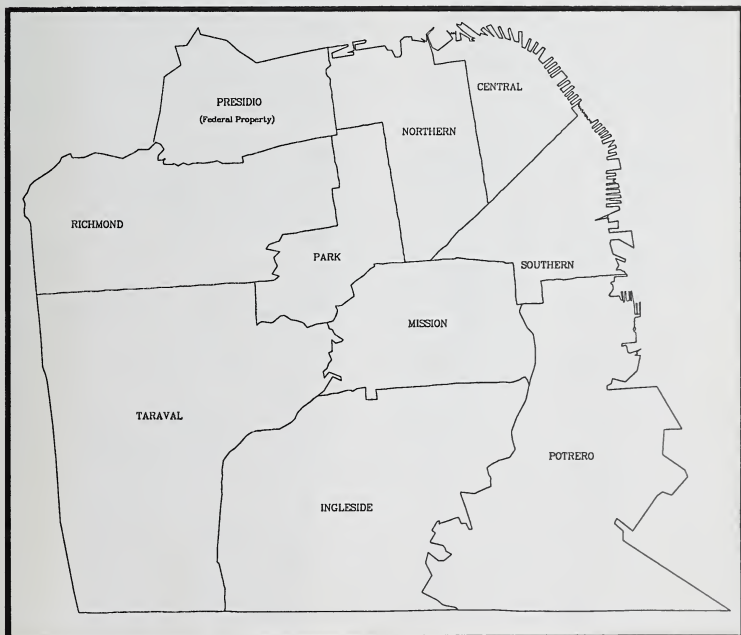 PRESIDIO
(Federal Property)
CENTRAL
NORTHERN
RICHMOND
PARK
SOUTHERN
MISSION
TARAVAL
POTRERO
INGLESIDE